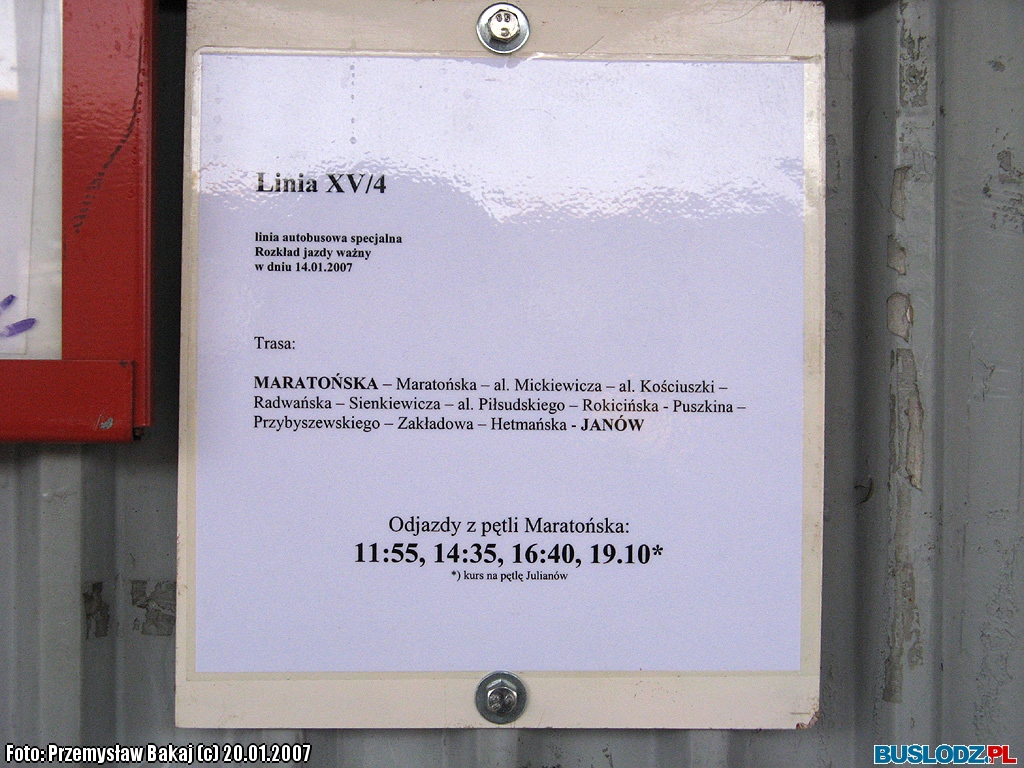 Linia XV/4
linia autobusowa specjalna
Rozkład jazdy ważny
w dniu 14.01.2007
Trasa:
MARATOŃSKA – Maratońska – al. Mickiewicza – al. Kościuszki –
Radwańska – Sienkiewicza – al. Piłsudskiego – Rokicińska - Puszkina –
Przybyszewskiego – Zakładowa – Hetmańska - JANÓW
Odjazdy z pętli Maratońska:
11:55, 14:35, 16:40, 19.10*
*) kurs na pętlę Julianów
Foto: Przemysław Bakaj (c) 20.01.2007
BUSLODZ.PL